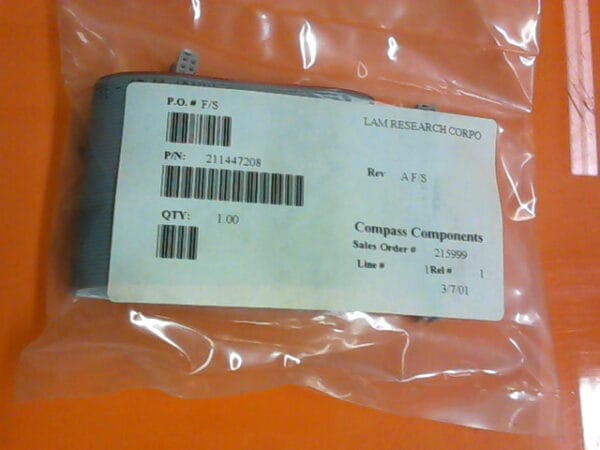 P.O. # F/S
LAM RESEARCH CORPO
P/N: 211447208
Rev A F/S
QTY: 1.00
Compass Components
Sales Order # 215999
Line # 1 Rel # 1
3/7/01